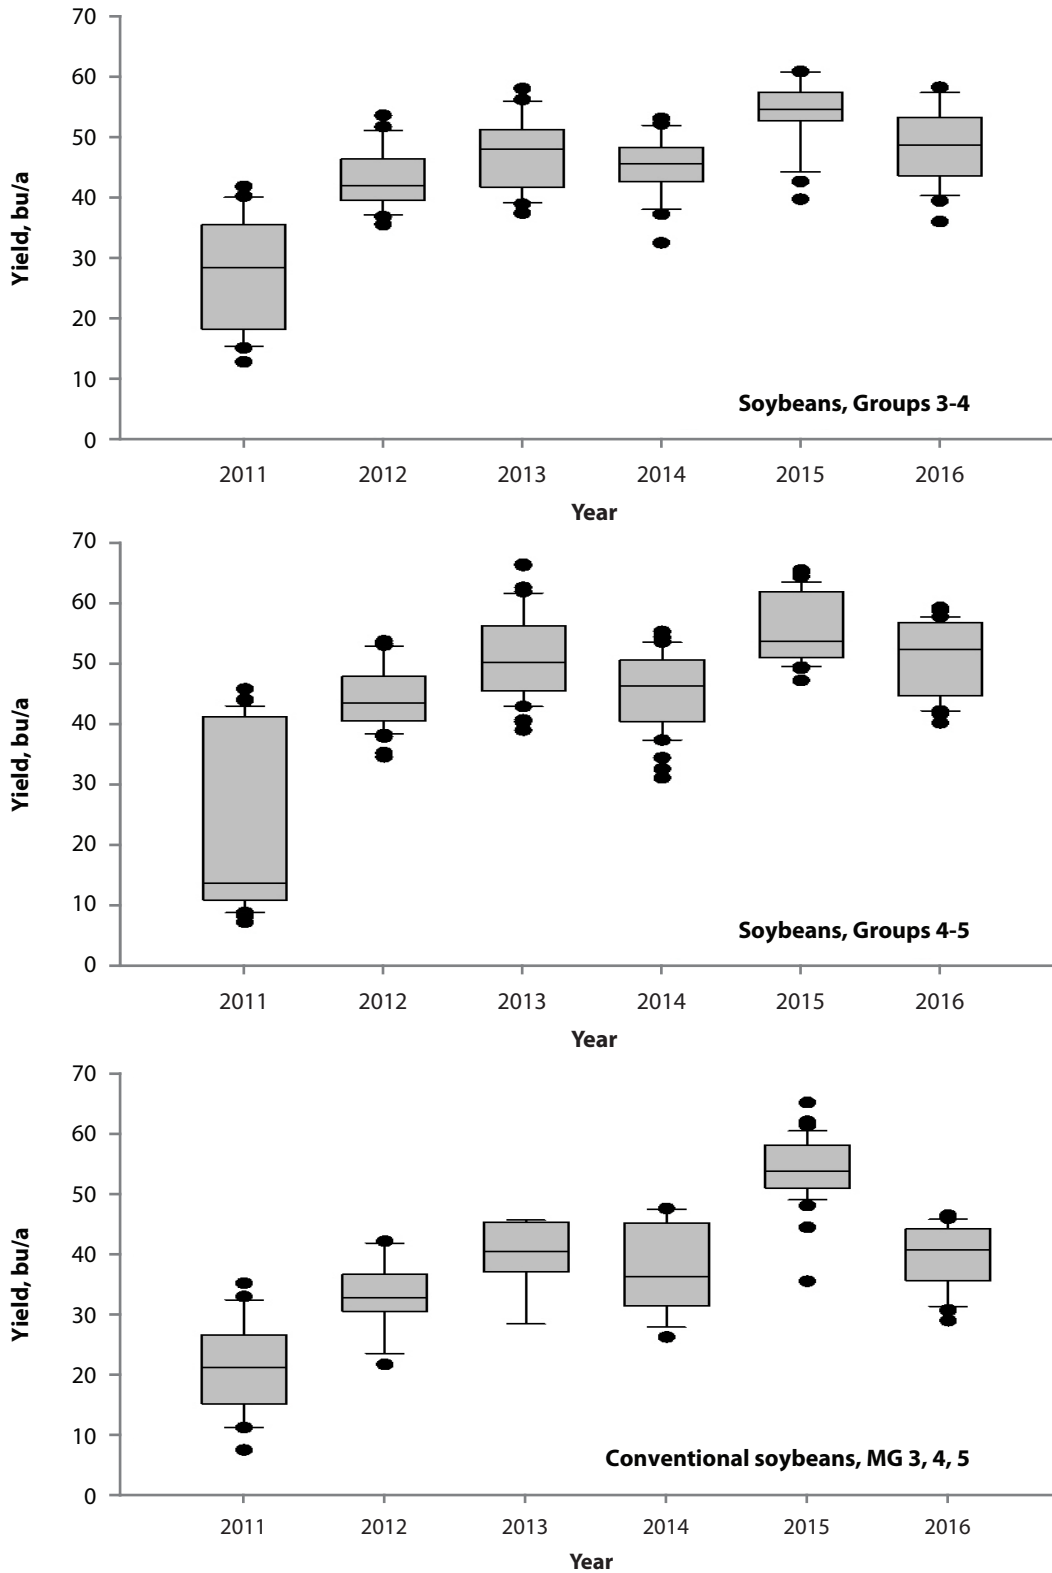 70
60
50
40
30
20
10
0
Yield, bu/a
Soybeans, Groups 3-4
2011 2012 2013 2014 2015 2016
Year
70
60
50
40
30
20
10
0
Yield, bu/a
Soybeans, Groups 4-5
2011 2012 2013 2014 2015 2016
Year
70
60
50
40
30
20
10
0
Yield, bu/a
Conventional soybeans, MG 3, 4, 5
2011 2012 2013 2014 2015 2016
Year